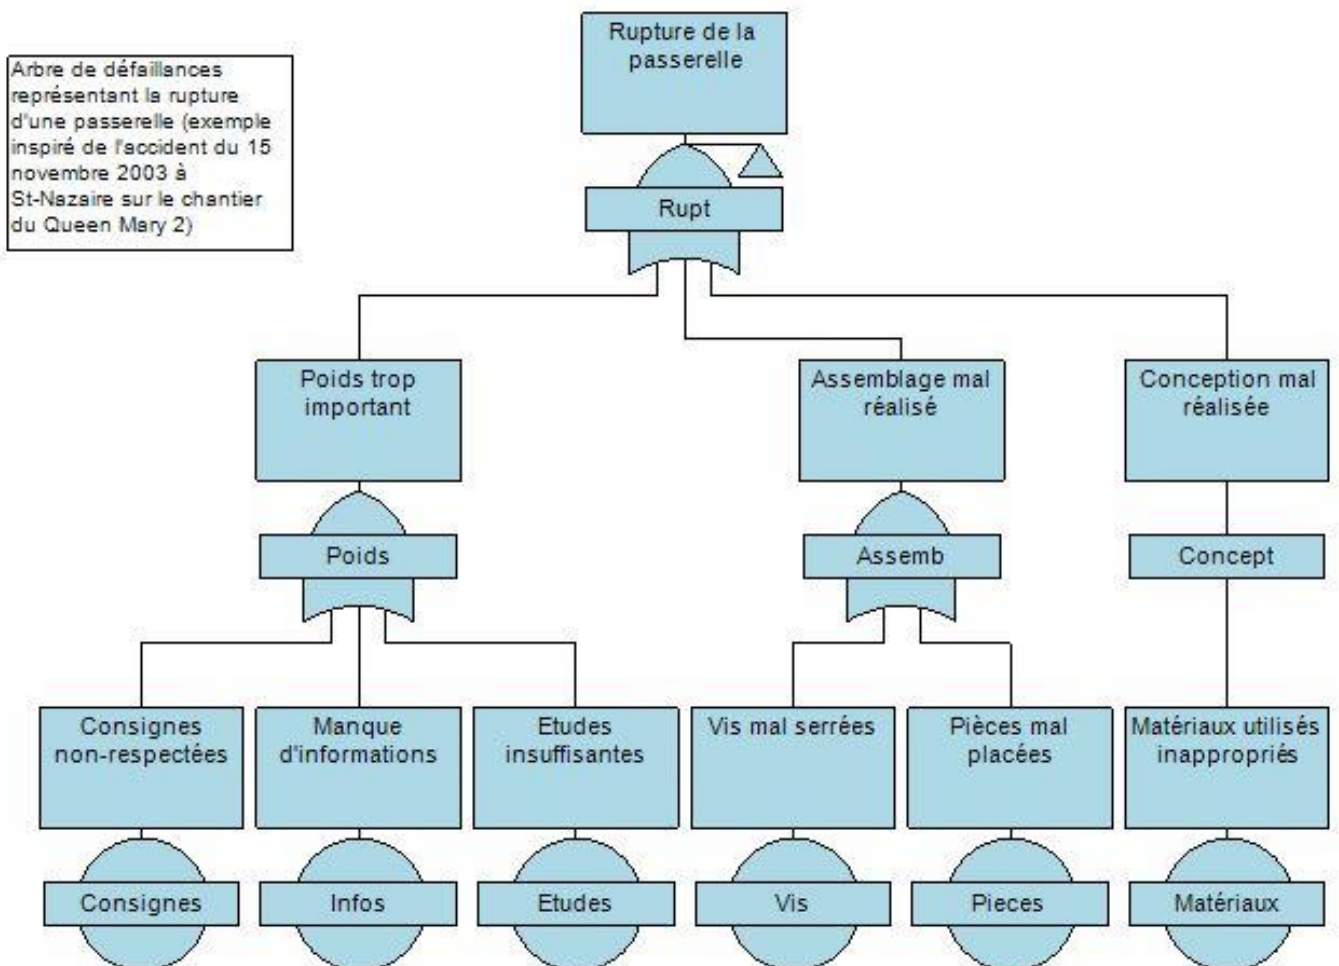 Rupture de la
passerelle
Arbre de défaillances
représentant la rupture
d'une passerelle (exemple
inspiré de l'accident du 15
novembre 2003 à
St-Nazaire sur le chantier
du Queen Mary 2)
Rupt
Poids trop
important
Assemblage mal
réalisé
Conception mal
réalisée
Poids
Assemb
Concept
Consignes
non-respectées
Manque
d'informations
Etudes
insuffisantes
Vis mal serrées
Pièces mal
placées
Matériaux utilisés
inappropriés
Consignes
Infos
Etudes
Vis
Pieces
Matériaux